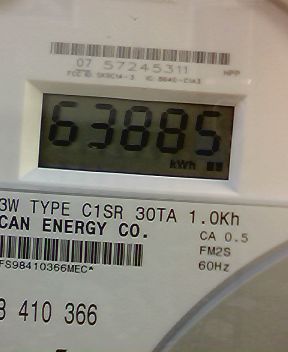 07 57245311 NPP
63885
kWh
3W TYPE C1SR 30TA 1.0Kh
CAN ENERGY CO.
CA 0.5
FM2S
FS98410366MEC*
60Hz
3 410 366